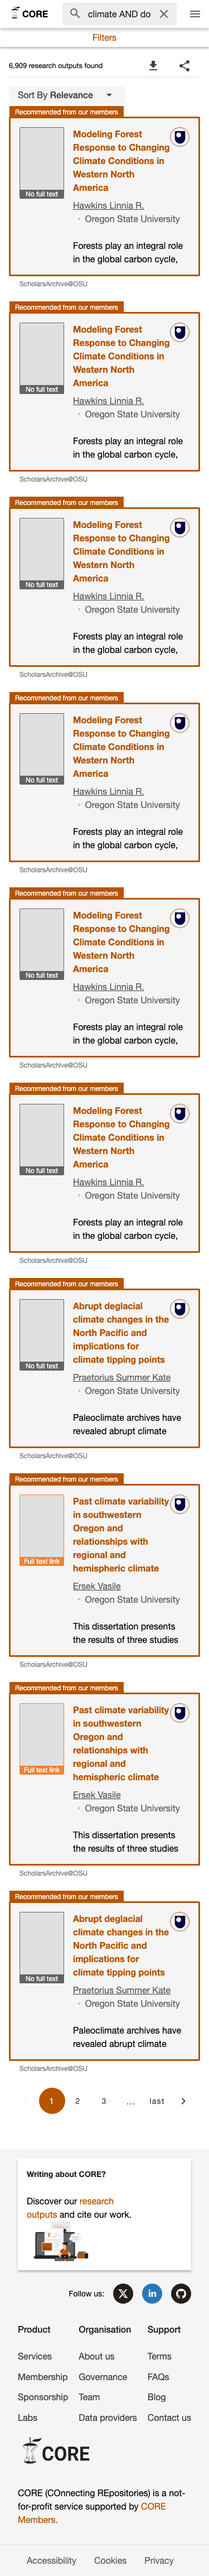 CORE
climate AND do
Filters
6,909 research outputs found
Sort By Relevance
Recommended from our members
Modeling Forest
Response to Changing
Climate Conditions in
Western North
America
No full text
Hawkins Linnia R.
Oregon State University
Forests play an integral role
in the global carbon cycle,
ScholarsArchive@OSU
Recommended from our members
Modeling Forest
Response to Changing
Climate Conditions in
Western North
America
No full text
Hawkins Linnia R.
Oregon State University
Forests play an integral role
in the global carbon cycle,
ScholarsArchive@OSU
Recommended from our members
Modeling Forest
Response to Changing
Climate Conditions in
Western North
America
No full text
Hawkins Linnia R.
Oregon State University
Forests play an integral role
in the global carbon cycle,
ScholarsArchive@OSU
Recommended from our members
Modeling Forest
Response to Changing
Climate Conditions in
Western North
America
No full text
Hawkins Linnia R.
Oregon State University
Forests play an integral role
in the global carbon cycle,
ScholarsArchive@OSU
Recommended from our members
Modeling Forest
Response to Changing
Climate Conditions in
Western North
America
No full text
Hawkins Linnia R.
Oregon State University
Forests play an integral role
in the global carbon cycle,
ScholarsArchive@OSU
Recommended from our members
Modeling Forest
Response to Changing
Climate Conditions in
Western North
America
No full text
Hawkins Linnia R.
Oregon State University
Forests play an integral role
in the global carbon cycle,
ScholarsArchive@OSU
Recommended from our members
Abrupt deglacial
climate changes in the
North Pacific and
implications for
climate tipping points
No full text
Praetorius Summer Kate
Oregon State University
Paleoclimate archives have
revealed abrupt climate
ScholarsArchive@OSU
Recommended from our members
Past climate variability
in southwestern
Oregon and
relationships with
regional and
hemispheric climate
Full text link
Ersek Vasile
Oregon State University
This dissertation presents
the results of three studies
ScholarsArchive@OSU
Recommended from our members
Past climate variability
in southwestern
Oregon and
relationships with
regional and
hemispheric climate
Full text link
Ersek Vasile
Oregon State University
This dissertation presents
the results of three studies
ScholarsArchive@OSU
Recommended from our members
Abrupt deglacial
climate changes in the
North Pacific and
implications for
climate tipping points
No full text
Praetorius Summer Kate
Oregon State University
Paleoclimate archives have
revealed abrupt climate
ScholarsArchive@OSU
1 2 3 ... last
Writing about CORE?
Discover our research
outputs and cite our work.
Follow us:
Product Organisation Support
Services About us Terms
Membership Governance FAQs
Sponsorship Team Blog
Labs Data providers Contact us
CORE
CORE (COnnecting REpositories) is a not-
for-profit service supported by CORE
Members.
Accessibility Cookies Privacy